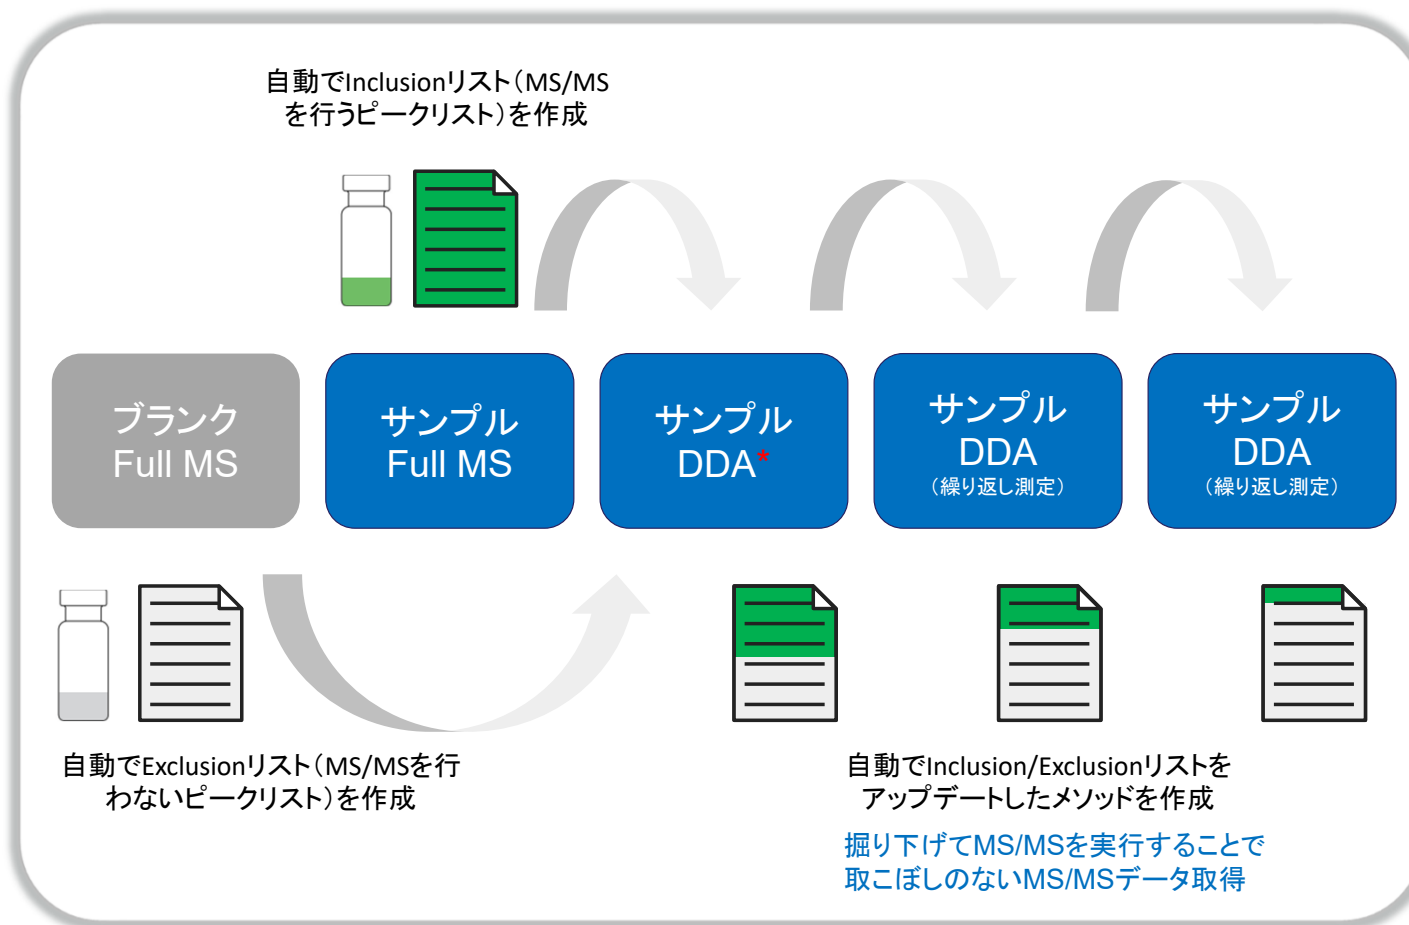 自動でInclusionリスト（MS/MS
を行うピークリスト）を作成
ブランク
Full MS
サンプル
Full MS
サンプル
DDA*
サンプル
DDA
（繰り返し測定）
サンプル
DDA
（繰り返し測定）
自動でExclusionリスト（MS/MSを行
わないピークリスト）を作成
自動でInclusion/Exclusionリストを
アップデートしたメソッドを作成
掘り下げてMS/MSを実行することで
取こぼしのないMS/MSデータ取得